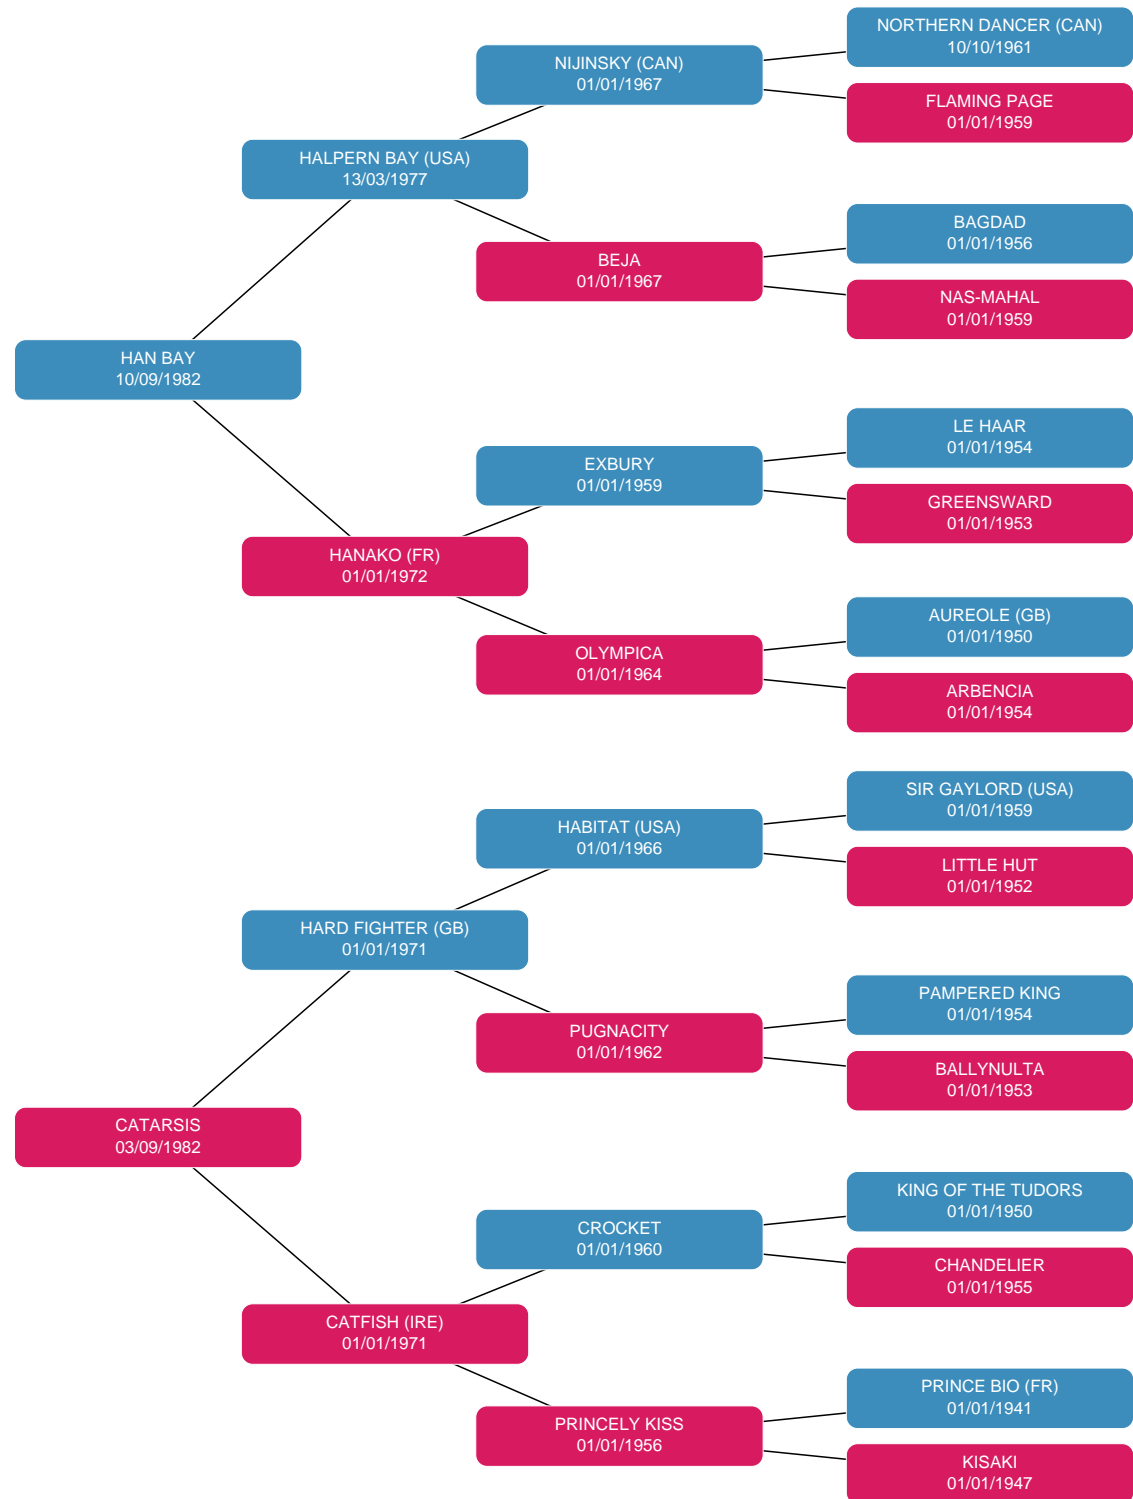 NORTHERN DANCER (CAN)
10/10/1961
NIJINSKY (CAN)
01/01/1967
FLAMING PAGE
01/01/1959
HALPERN BAY (USA)
13/03/1977
BAGDAD
01/01/1956
BEJA
01/01/1967
NAS-MAHAL
01/01/1959
HAN BAY
10/09/1982
LE HAAR
01/01/1954
EXBURY
01/01/1959
GREENSWARD
01/01/1953
HANAKO (FR)
01/01/1972
AUREOLE (GB)
01/01/1950
OLYMPICA
01/01/1964
ARBENCIA
01/01/1954
SIR GAYLORD (USA)
01/01/1959
HABITAT (USA)
01/01/1966
LITTLE HUT
01/01/1952
HARD FIGHTER (GB)
01/01/1971
PAMPERED KING
01/01/1954
PUGNACITY
01/01/1962
BALLYNULTA
01/01/1953
CATARSIS
03/09/1982
KING OF THE TUDORS
01/01/1950
CROCKET
01/01/1960
CHANDELIER
01/01/1955
CATFISH (IRE)
01/01/1971
PRINCE BIO (FR)
01/01/1941
PRINCELY KISS
01/01/1956
KISAKI
01/01/1947